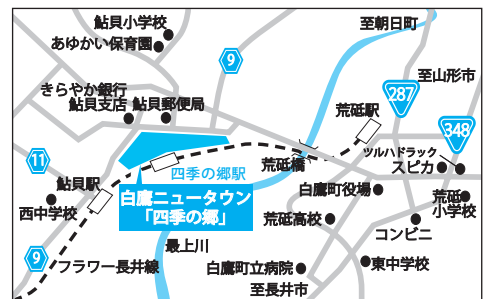 鮎貝小学校
あゆかい保育園
至朝日町
9
きらやか銀行
鮎貝支店
鮎貝郵便局
287
至山形市
荒砥駅
348
ツルハドラック
スピカ
11
四季の郷駅
荒砥橋
鮎貝駅
白鷹ニュータウン
「四季の郷」
白鷹町役場
荒砥
小学校
西中学校
荒砥高校
コンビニ
最上川
9
フラワー長井線
白鷹町立病院
東中学校
至長井市